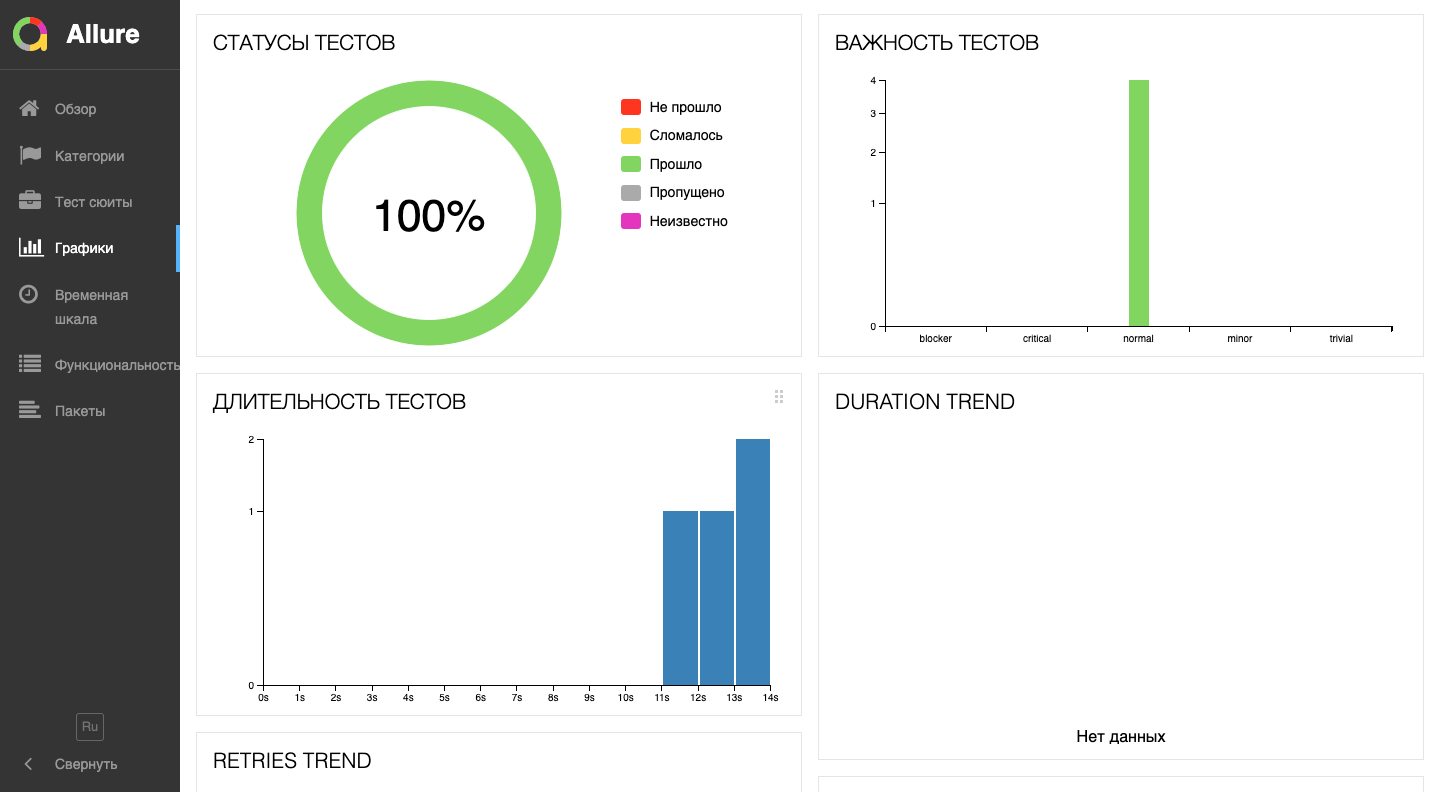 Allure
Обзор
Категории
Тест сюиты
Графики
Временная
шкала
Функциональность
Пакеты
Ru
Свернуть
СТАТУСЫ ТЕСТОВ
100%
Не прошло
Сломалось
Прошло
Пропущено
Неизвестно
ВАЖНОСТЬ ТЕСТОВ
4
3
2
1
0
blocker critical normal minor trivial
ДЛИТЕЛЬНОСТЬ ТЕСТОВ
2
1
0
0s 1s 2s 3s 4s 5s 6s 7s 8s 9s 10s 11s 12s 13s 14s
DURATION TREND
Нет данных
RETRIES TREND